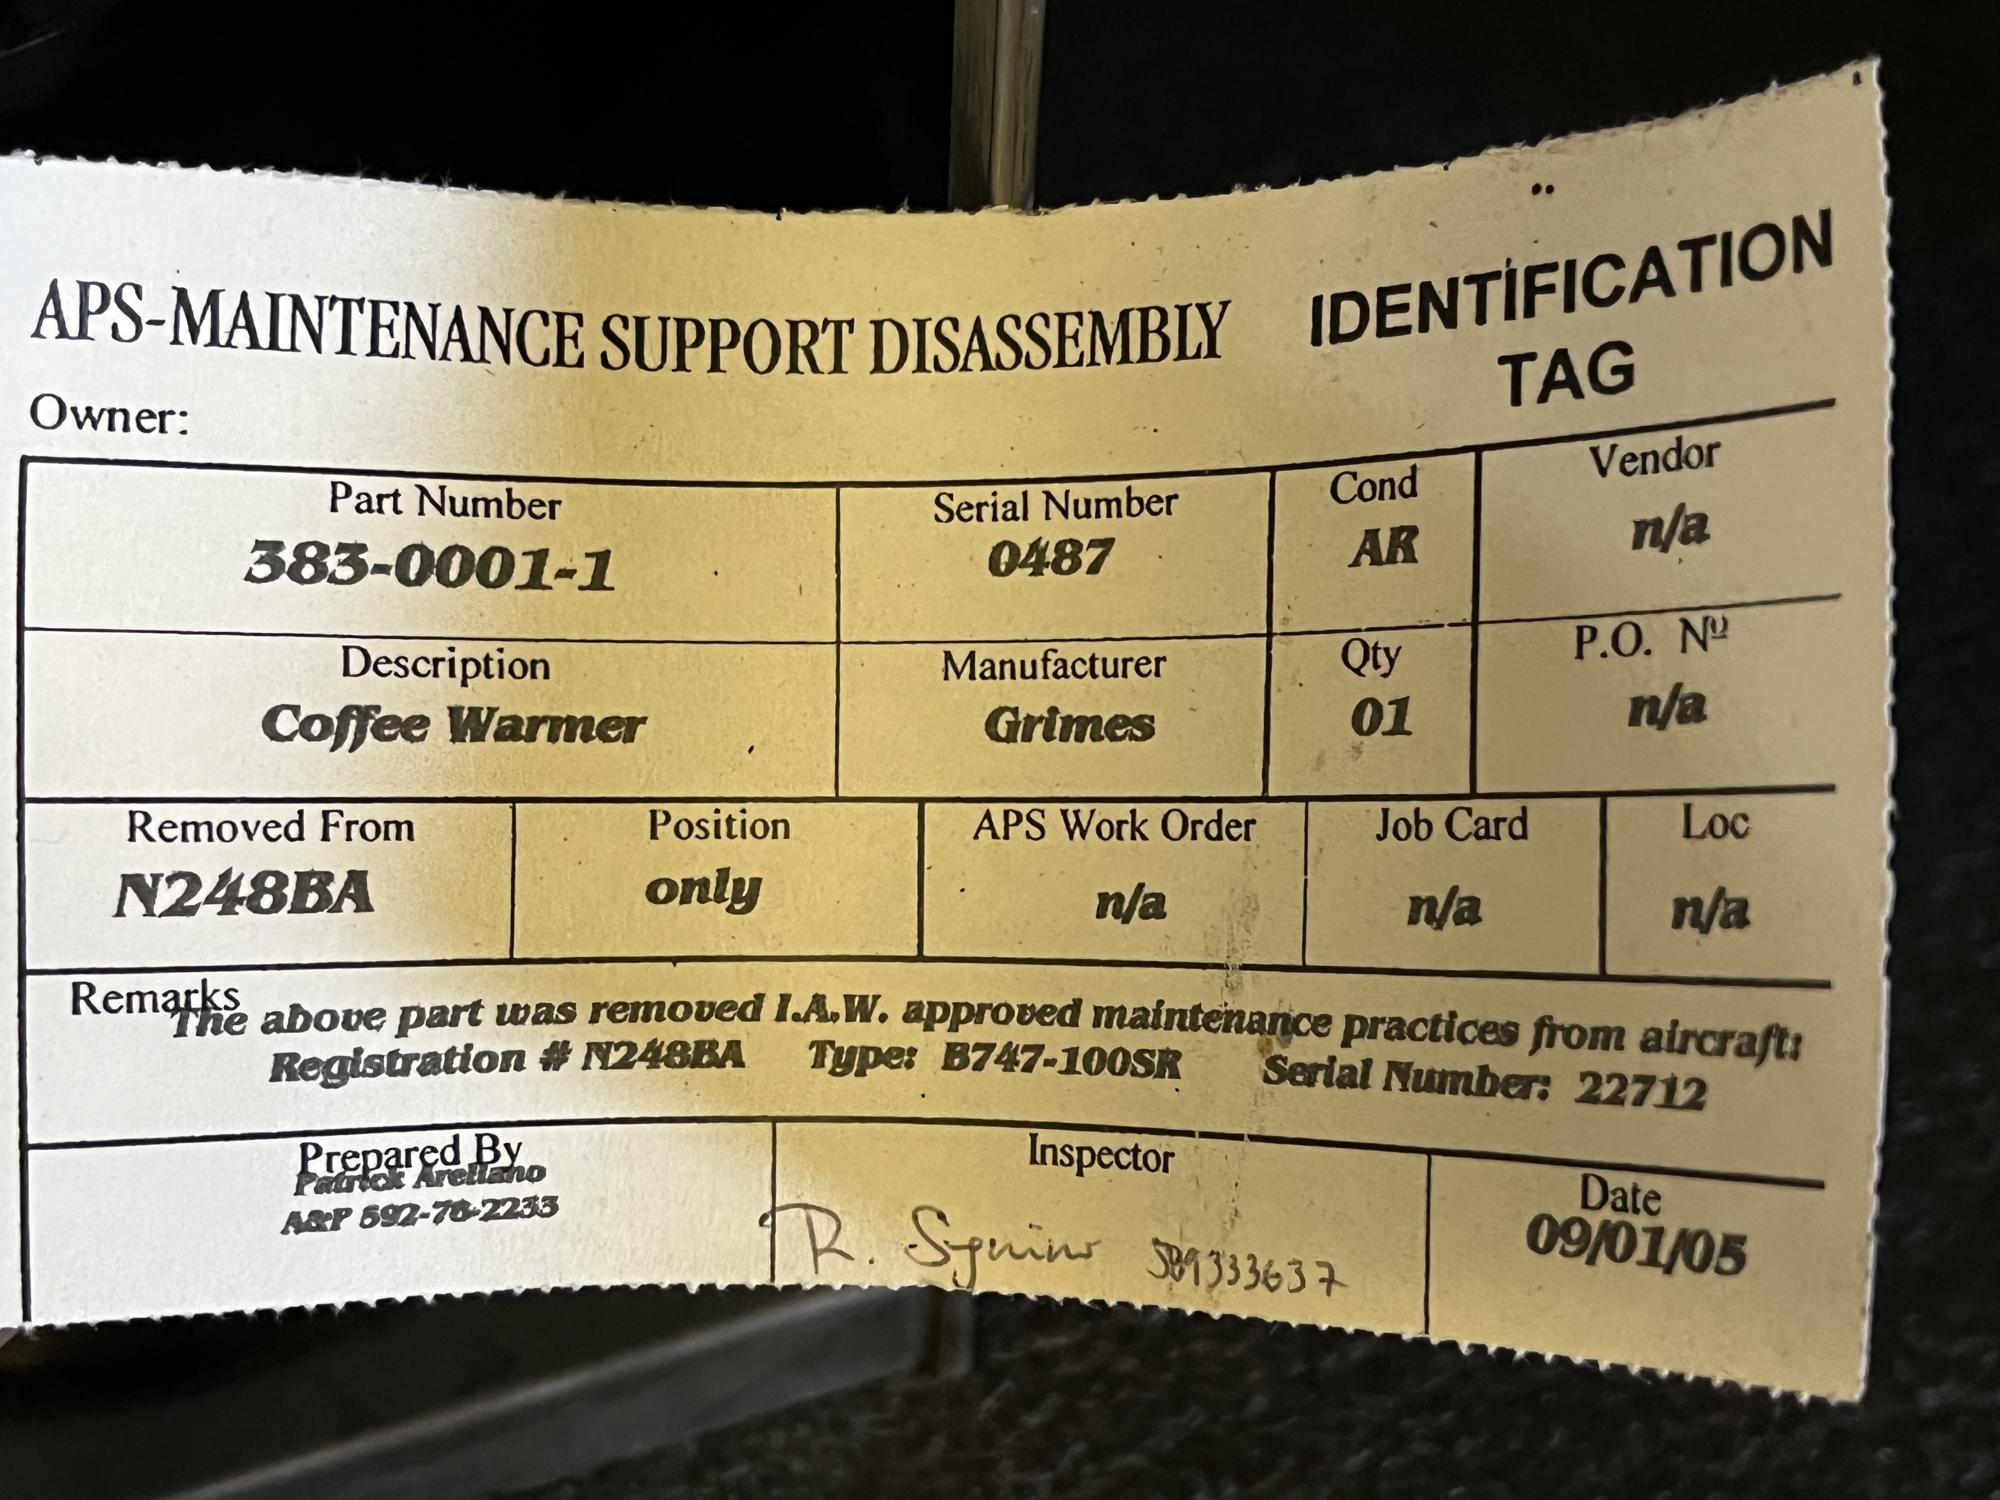 APS-MAINTENANCE SUPPORT DISASSEMBLY
IDENTIFICATION
TAG
Owner:
Part Number
383-0001-1
Serial Number
0487
Cond
AR
Vendor
n/a
Description
Coffee Warmer
Manufacturer
Grimes
Qty
01
P.O. Nº
n/a
Removed From
N248BA
Position
only
APS Work Order
n/a
Job Card
n/a
Loc
n/a
Remarks
The above part was removed I.A.W. approved maintenance practices from aircraft:
Registration # N248BA Type: B747-100SR Serial Number: 22712
Prepared By
Patrick Arellano
A&P
Inspector
R.
Date
09/01/05